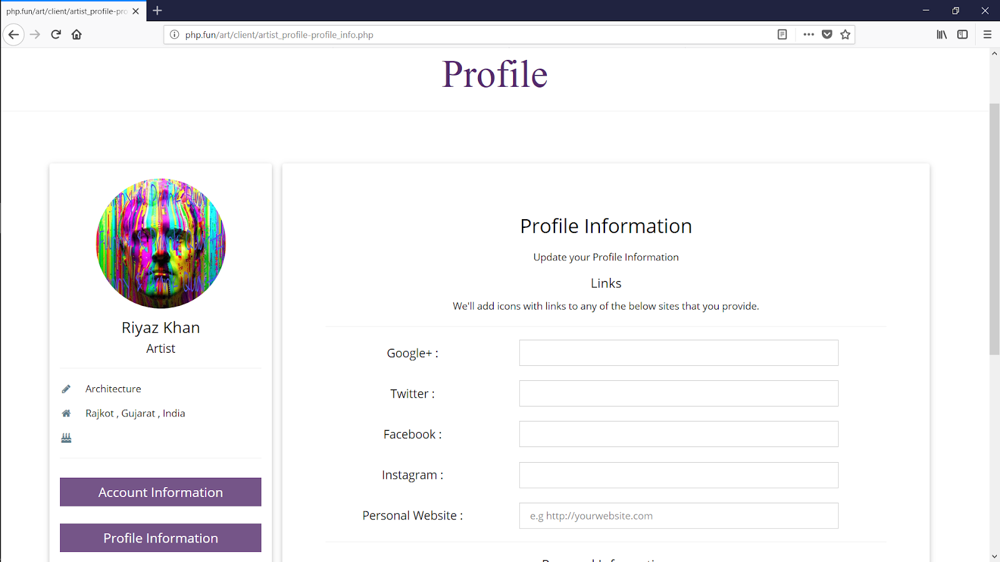 php.fun/art/client/artist_profile-pro
php.fun/art/client/artist_profile-profile_info.php
Profile
Riyaz Khan
Artist
Architecture
Rajkot , Gujarat , India
Account Information
Profile Information
Profile Information
Update your Profile Information
Links
We'll add icons with links to any of the below sites that you provide.
Google+ :
Twitter :
Facebook :
Instagram :
Personal Website :
e.g http://yourwebsite.com